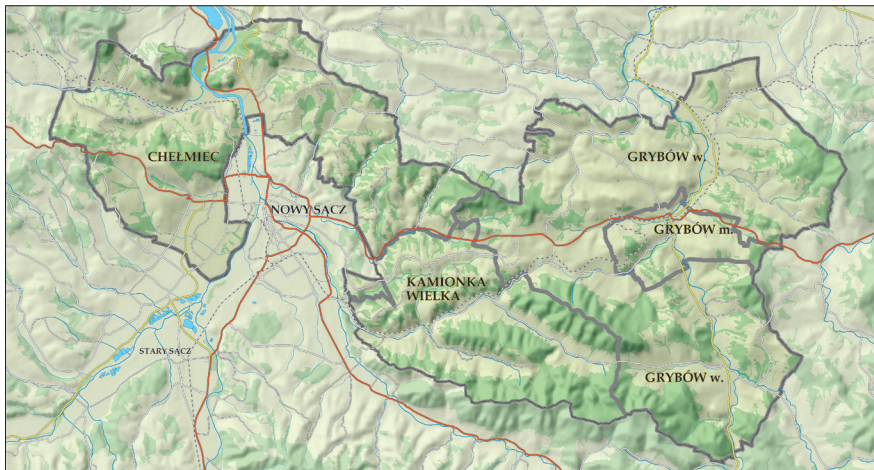 CHEŁMIEC
GRYBÓW w.
NOWY SĄCZ
GRYBÓW m.
KAMIONKA
WIELKA
STARY SĄCZ
GRYBÓW w.